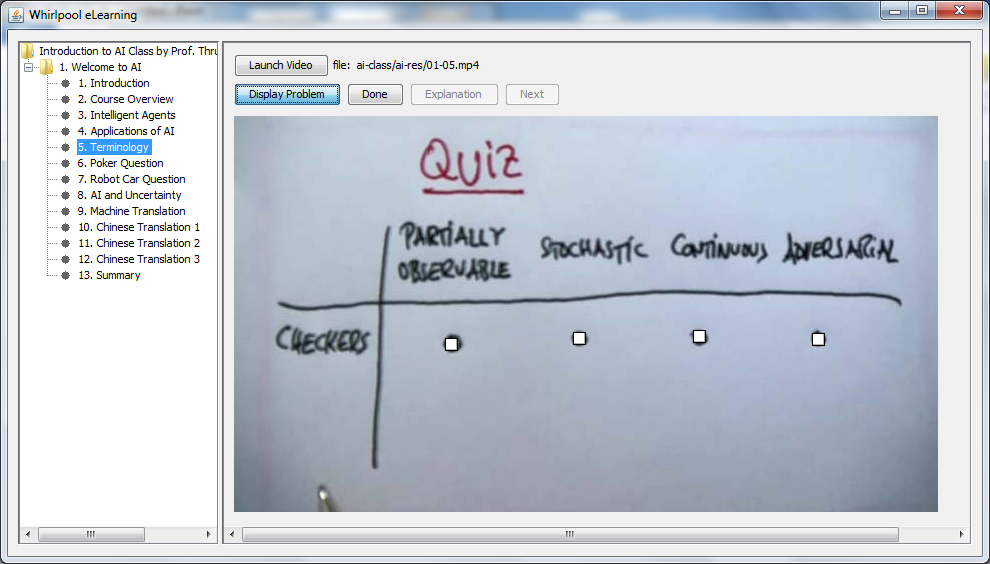 Whirlpool eLearning
Introduction to AI Class by Prof. Thru
1. Welcome to AI
1. Introduction
2. Course Overview
3. Intelligent Agents
4. Applications of AI
5. Terminology
6. Poker Question
7. Robot Car Question
8. AI and Uncertainty
9. Machine Translation
10. Chinese Translation 1
11. Chinese Translation 2
12. Chinese Translation 3
13. Summary
Launch Video file: ai-class/ai-res/01-05.mp4
Display Problem Done Explanation Next
QUIZ
PARTIALLY
OBSERVABLE STOCHASTIC CONTINUOUS ADVERSARIAL
CHECKERS